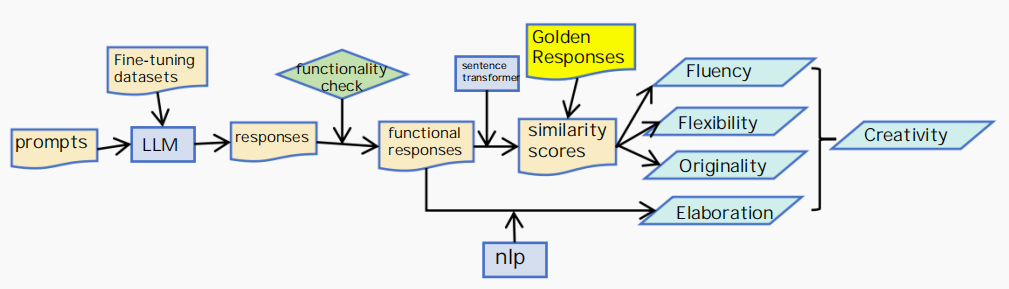 Fine-tuning
datasets
prompts
LLM
responses
functionality
check
functional
responses
sentence
transformer
Golden
Responses
similarity
scores
Fluency
Flexibility
Originality
Elaboration
Creativity
nlp